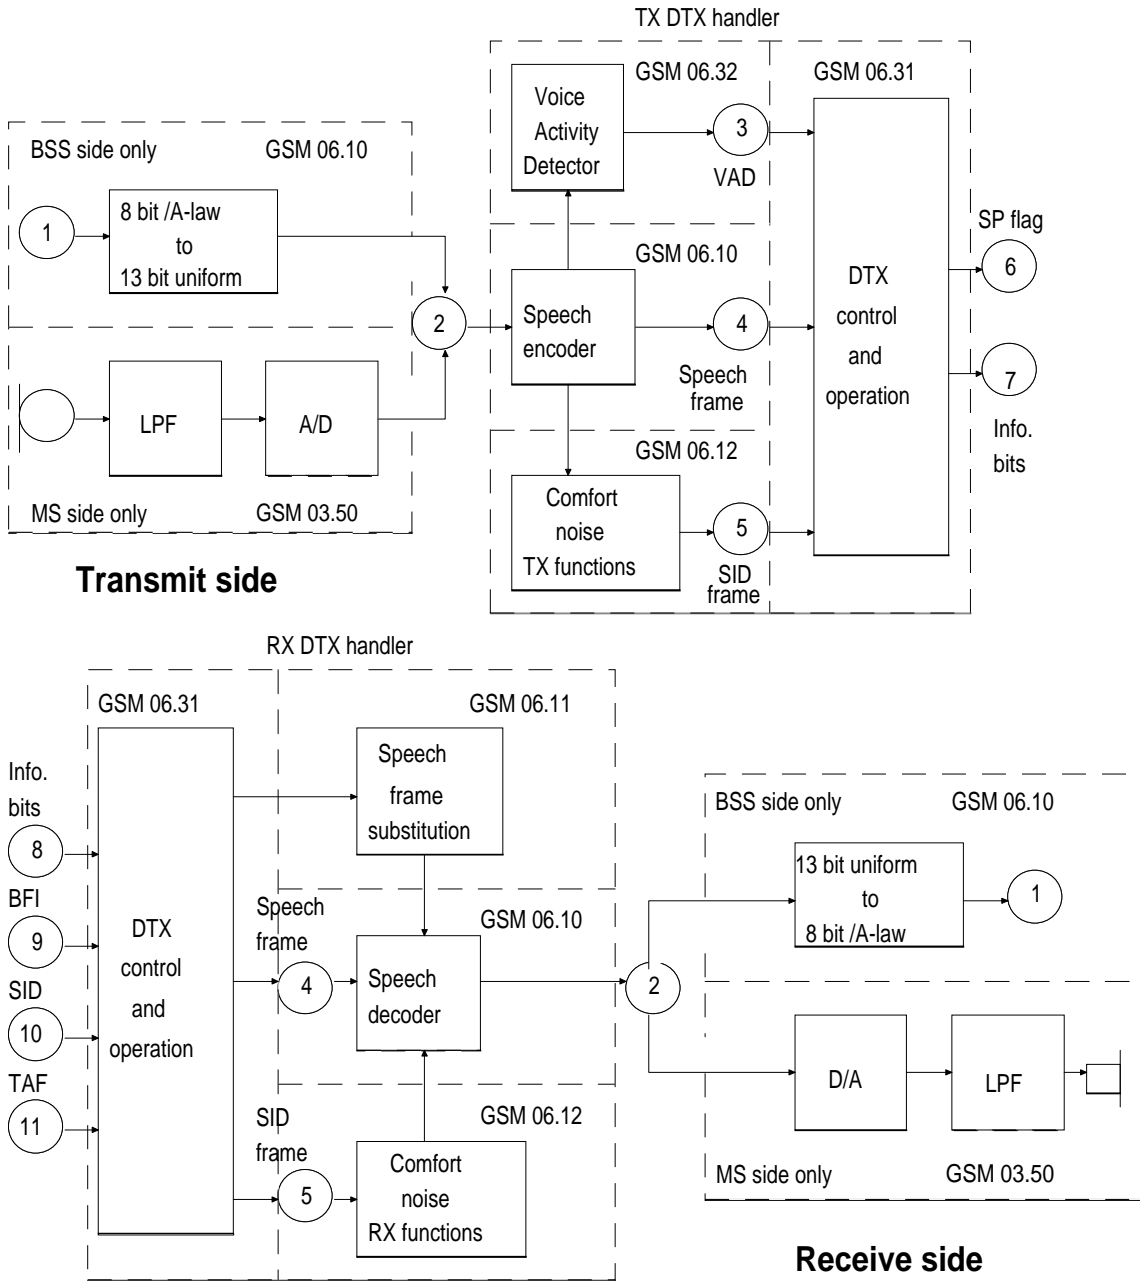 TX DTX handler
GSM 06.32
GSM 06.31
Voice
Activity
Detector
3
VAD
BSS side only
GSM 06.10
1
8 bit /A-law
to
13 bit uniform
2
GSM 06.10
Speech
encoder
4
Speech
frame
DTX
control
and
operation
SP flag
6
7
Info.
bits
LPF
A/D
MS side only
GSM 03.50
GSM 06.12
Comfort
noise
TX functions
5
SID
frame
Transmit side
RX DTX handler
GSM 06.31
GSM 06.11
Speech
frame
substitution
Info.
bits
8
BFI
9
SID
10
TAF
11
DTX
control
and
operation
Speech
frame
4
GSM 06.10
Speech
decoder
SID
frame
5
GSM 06.12
Comfort
noise
RX functions
2
BSS side only
GSM 06.10
13 bit uniform
to
8 bit /A-law
1
D/A
LPF
MS side only
GSM 03.50
Receive side